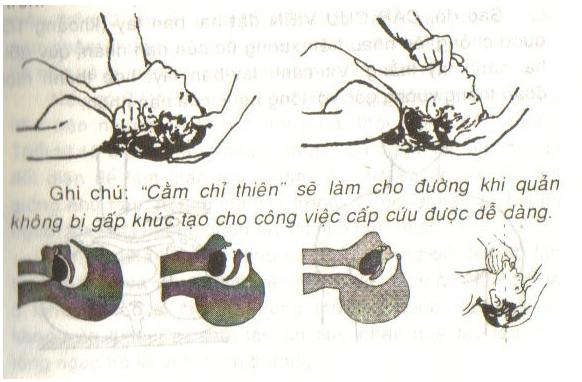 Ghi chú: "Cằm chỉ thiên" sẽ làm cho đường khi quản
không bị gấp khúc tạo cho công việc cấp cứu được dễ dàng.